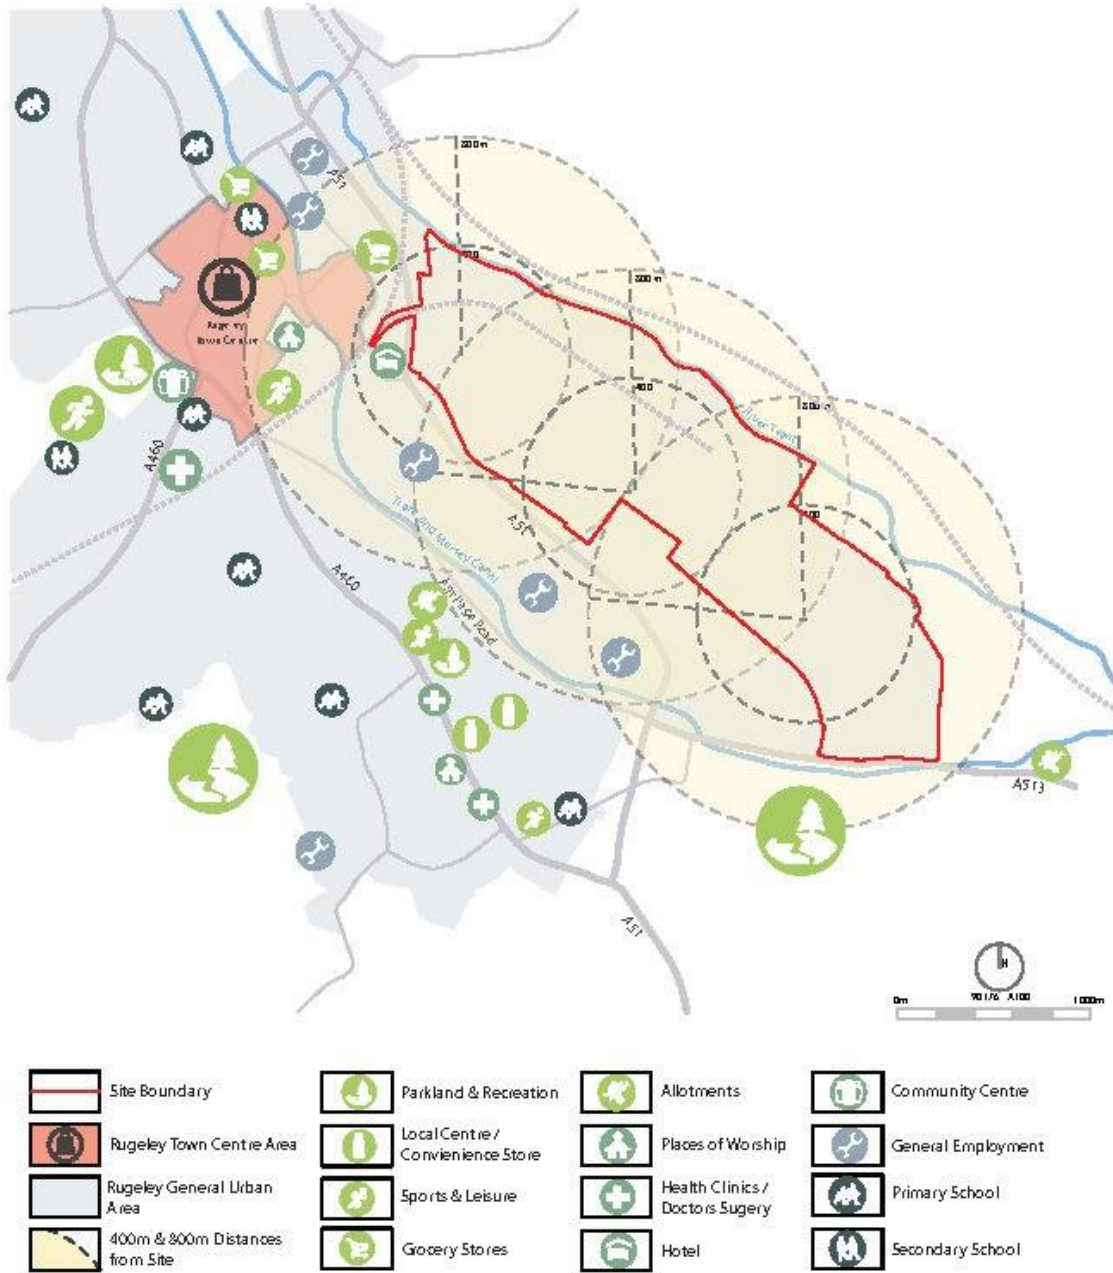 800m
A51
400
800m
Rugeley
Town Centre
400
River Trent
800m
A460
400
A51
Trent and Mersey Canal
A460
Armitage Road
A513
A51
N
0m
1000m
Site Boundary
Parkland & Recreation
Allotments
Community Centre
Rugeley Town Centre Area
Local Centre /
Convienience Store
Places of Worship
General Employment
Rugeley General Urban
Area
Sports & Leisure
Health Clinics /
Doctors Sugery
Primary School
400m & 800m Distances
from Site
Grocery Stores
Hotel
Secondary School